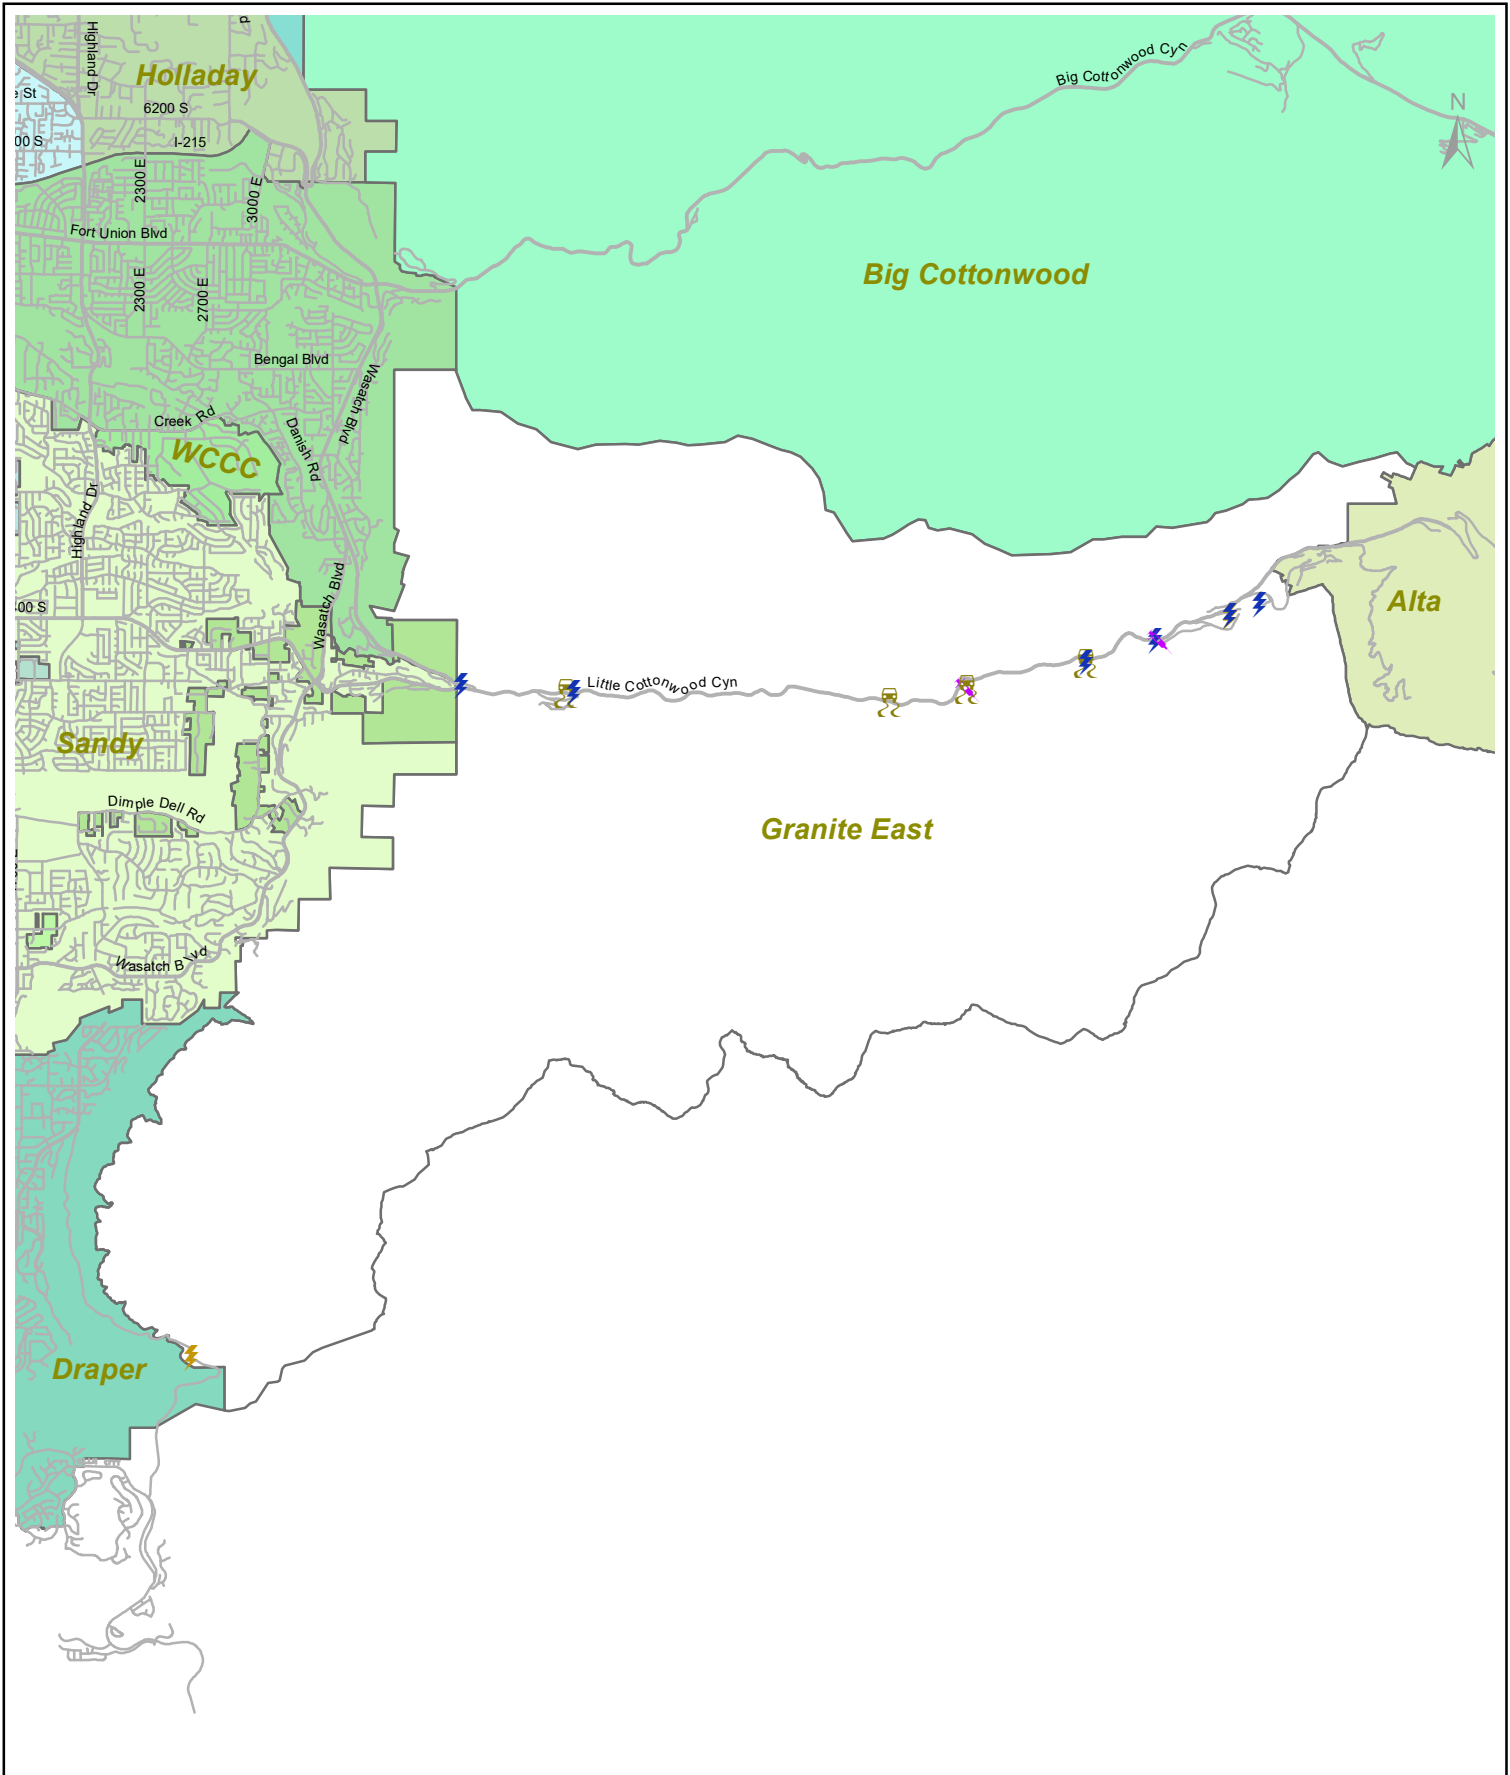 Highland Dr
Holladay
Big Cottonwood Cyn
e St
6200 S
N
00 S
I-215
2300 E
3000 E
Fort Union Blvd
2300 E
2700 E
Big Cottonwood
Bengal Blvd
Wasatch Blvd
Creek Rd
Danish Rd
WCCC
Highland Dr
Wasatch Blvd
00 S
Alta
Little Cottonwood Cyn
Sandy
Dimple Dell Rd
Granite East
Wasatch Blvd
Draper